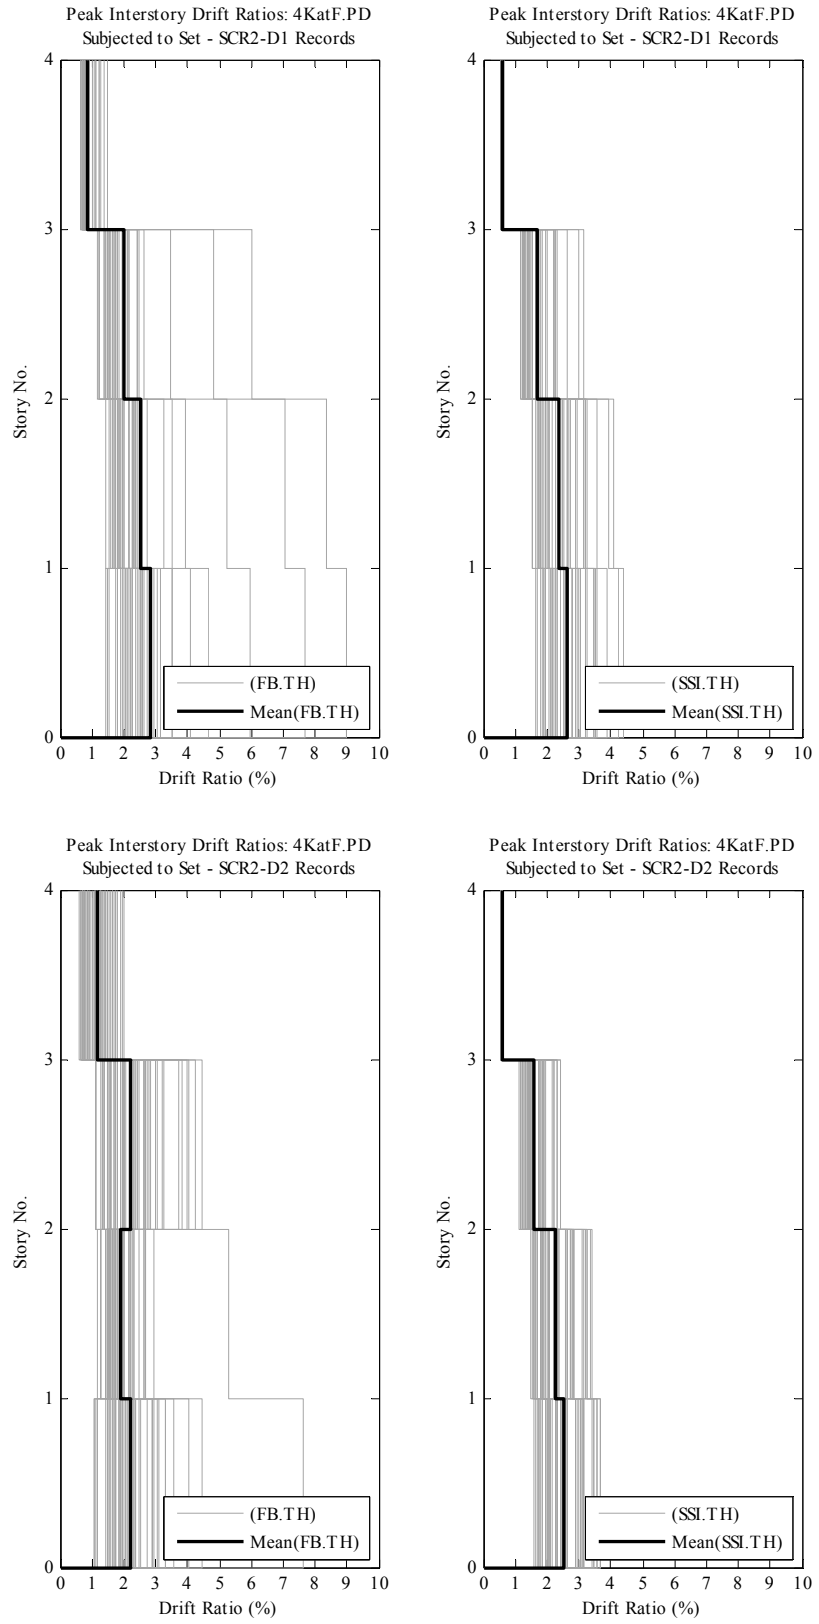 Peak Interstory Drift Ratios: 4KatF.PD
Subjected to Set - SCR2-D1 Records
4
3
2
1
0
Story No.
(FB.TH)
Mean(FB.TH)
0 1 2 3 4 5 6 7 8 9 10
Drift Ratio (%)
Peak Interstory Drift Ratios: 4KatF.PD
Subjected to Set - SCR2-D1 Records
4
3
2
1
0
Story No.
(SSI.TH)
Mean(SSI.TH)
0 1 2 3 4 5 6 7 8 9 10
Drift Ratio (%)
Peak Interstory Drift Ratios: 4KatF.PD
Subjected to Set - SCR2-D2 Records
4
3
2
1
0
Story No.
(FB.TH)
Mean(FB.TH)
0 1 2 3 4 5 6 7 8 9 10
Drift Ratio (%)
Peak Interstory Drift Ratios: 4KatF.PD
Subjected to Set - SCR2-D2 Records
4
3
2
1
0
Story No.
(SSI.TH)
Mean(SSI.TH)
0 1 2 3 4 5 6 7 8 9 10
Drift Ratio (%)